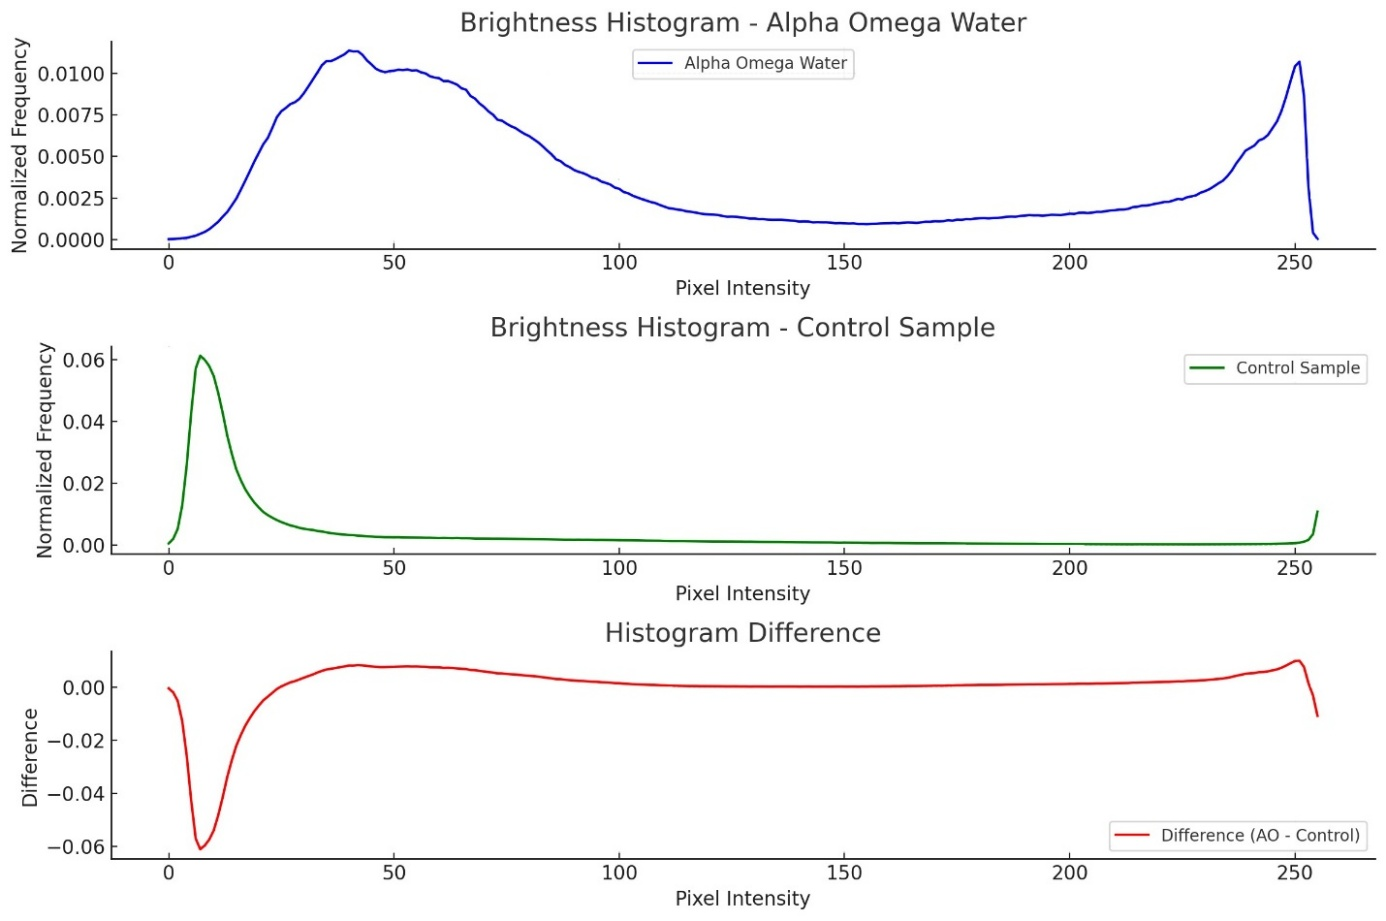 Brightness Histogram - Alpha Omega Water
Normalized Frequency
0.0100
0.0075
0.0050
0.0025
0.0000
Alpha Omega Water
0 50 100 150 200 250
Pixel Intensity
Brightness Histogram - Control Sample
Normalized Frequency
0.06
0.04
0.02
0.00
Control Sample
0 50 100 150 200 250
Pixel Intensity
Histogram Difference
Difference
0.00
−0.02
−0.04
−0.06
Difference (AO - Control)
0 50 100 150 200 250
Pixel Intensity